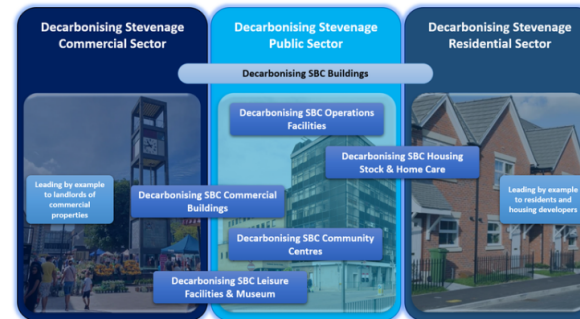 Decarbonising Stevenage
Commercial Sector
Decarbonising Stevenage
Public Sector
Decarbonising Stevenage
Residential Sector
Decarbonising SBC Buildings
Decarbonising SBC Operations
Facilities
Decarbonising SBC Housing
Stock & Home Care
Leading by example
to landlords of
commercial
properties
Decarbonising SBC Commercial
Buildings
Leading by example
to residents and
housing developers
Decarbonising SBC Community
Centres
Decarbonising SBC Leisure
Facilities & Museum